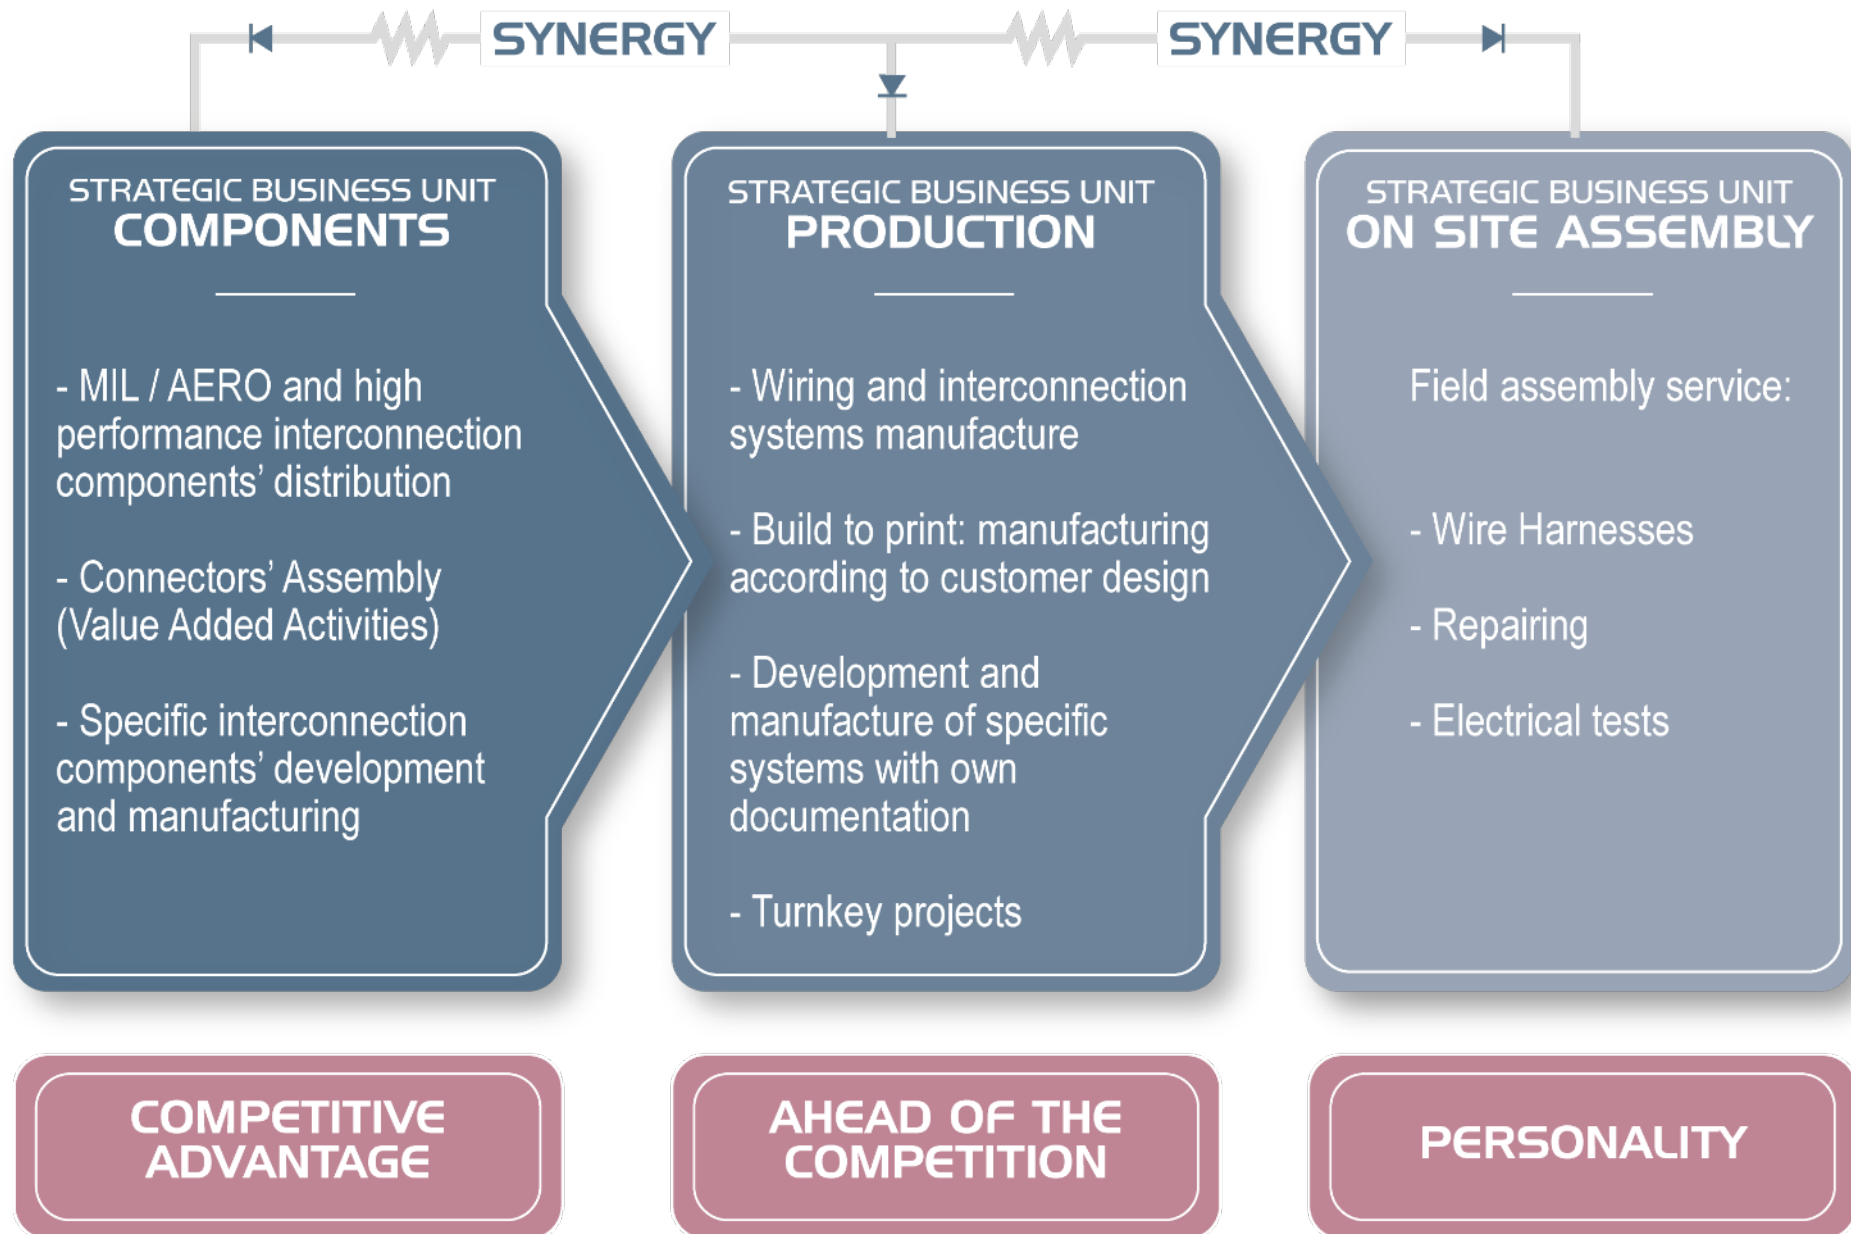 SYNERGY
SYNERGY
STRATEGIC BUSINESS UNIT
COMPONENTS
- MIL / AERO and high
performance interconnection
components’ distribution
- Connectors’ Assembly
(Value Added Activities)
- Specific interconnection
components’ development
and manufacturing
STRATEGIC BUSINESS UNIT
PRODUCTION
- Wiring and interconnection
systems manufacture
- Build to print: manufacturing
according to customer design
- Development and
manufacture of specific
systems with own
documentation
- Turnkey projects
STRATEGIC BUSINESS UNIT
ON SITE ASSEMBLY
Field assembly service:
- Wire Harnesses
- Repairing
- Electrical tests
COMPETITIVE
ADVANTAGE
AHEAD OF THE
COMPETITION
PERSONALITY